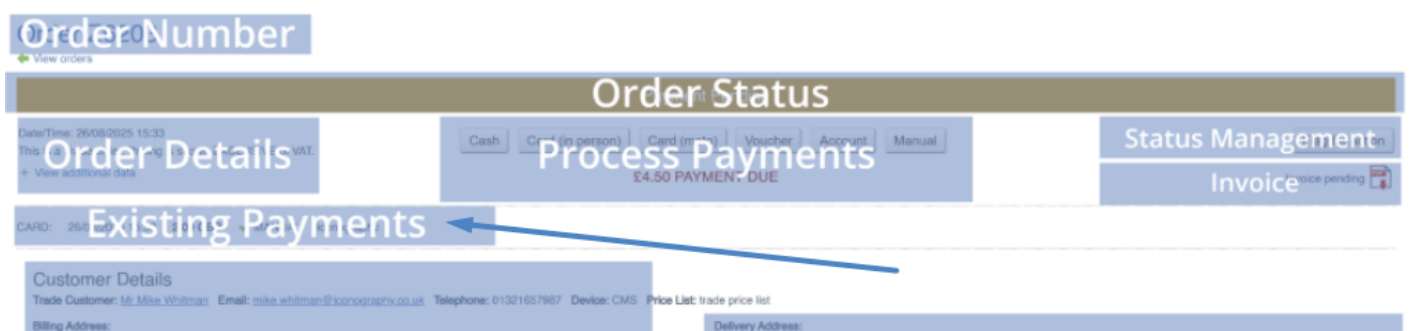 Order Number
View orders
Order Status
Date/Time: 26/08/2025 15:33
Order Details
VAT.
+ View additional data
Cash Card (in person) Voucher Account Manual
Process Payments
£4.50 PAYMENT DUE
Status Management
Invoice
Invoice pending
CARD:
Existing Payments
Customer Details
Trade Customer: Mr Mike Whitman Email: mike.whitman@iconography.co.uk Telephone: 01321657987 Device: CMS Price List: trade price list
Billing Address: Delivery Address: